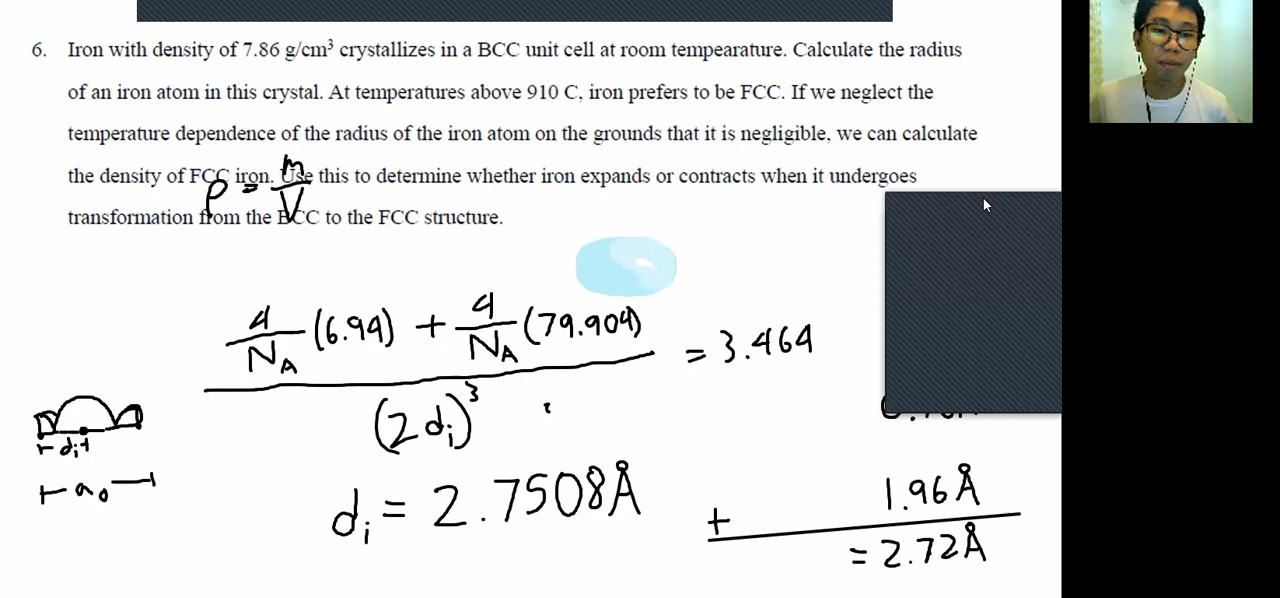 6. Iron with density of 7.86 g/cm³ crystallizes in a BCC unit cell at room tempearature. Calculate the radius
of an iron atom in this crystal. At temperatures above 910 C, iron prefers to be FCC. If we neglect the
temperature dependence of the radius of the iron atom on the grounds that it is negligible, we can calculate
the density of FCC iron. Use this to determine whether iron expands or contracts when it undergoes
transformation from the BCC to the FCC structure.
ρ = m/V
4/N_A (6.94) + 4/N_A (79.904)
= 3.464
(2 di)³
⊢ di ⊣
⊢ a₀ ⊣
di = 2.7508Å
1.96Å
+
= 2.72Å